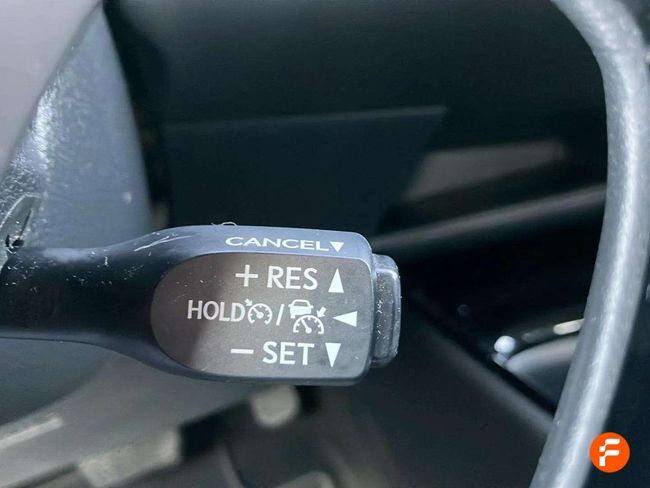 CANCEL▼
+ RES ▲
HOLD / ◄
− SET ▼